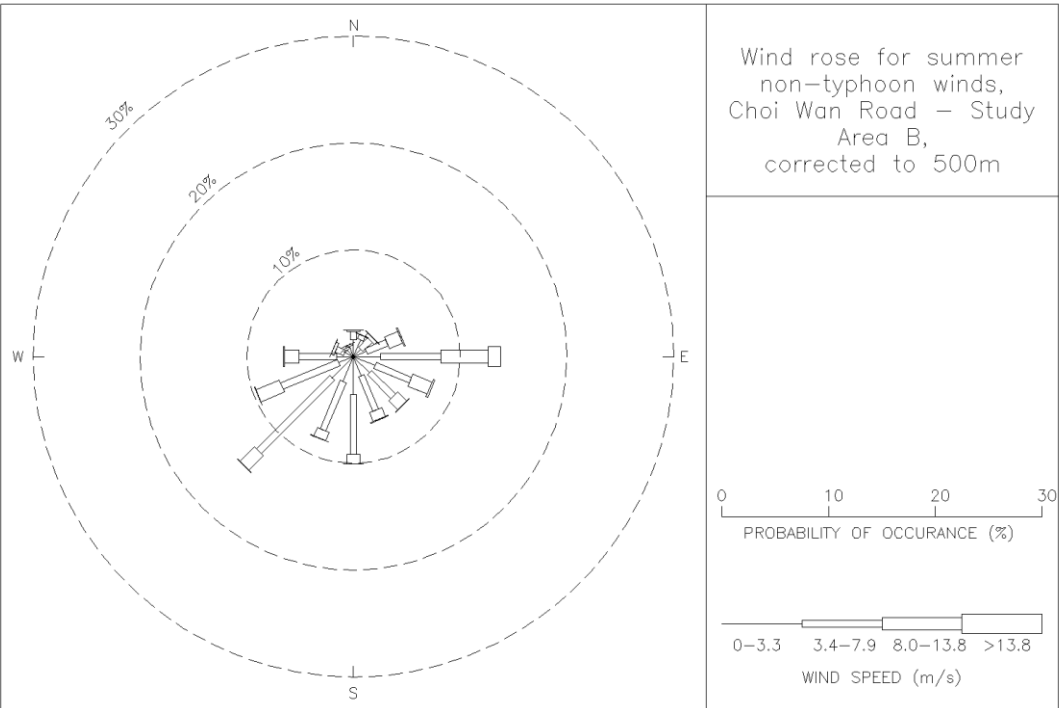 N
30%
20%
10%
W
E
S
Wind rose for summer
non-typhoon winds,
Choi Wan Road - Study
Area B,
corrected to 500m
0 10 20 30
PROBABILITY OF OCCURANCE (%)
0-3.3 3.4-7.9 8.0-13.8 >13.8
WIND SPEED (m/s)